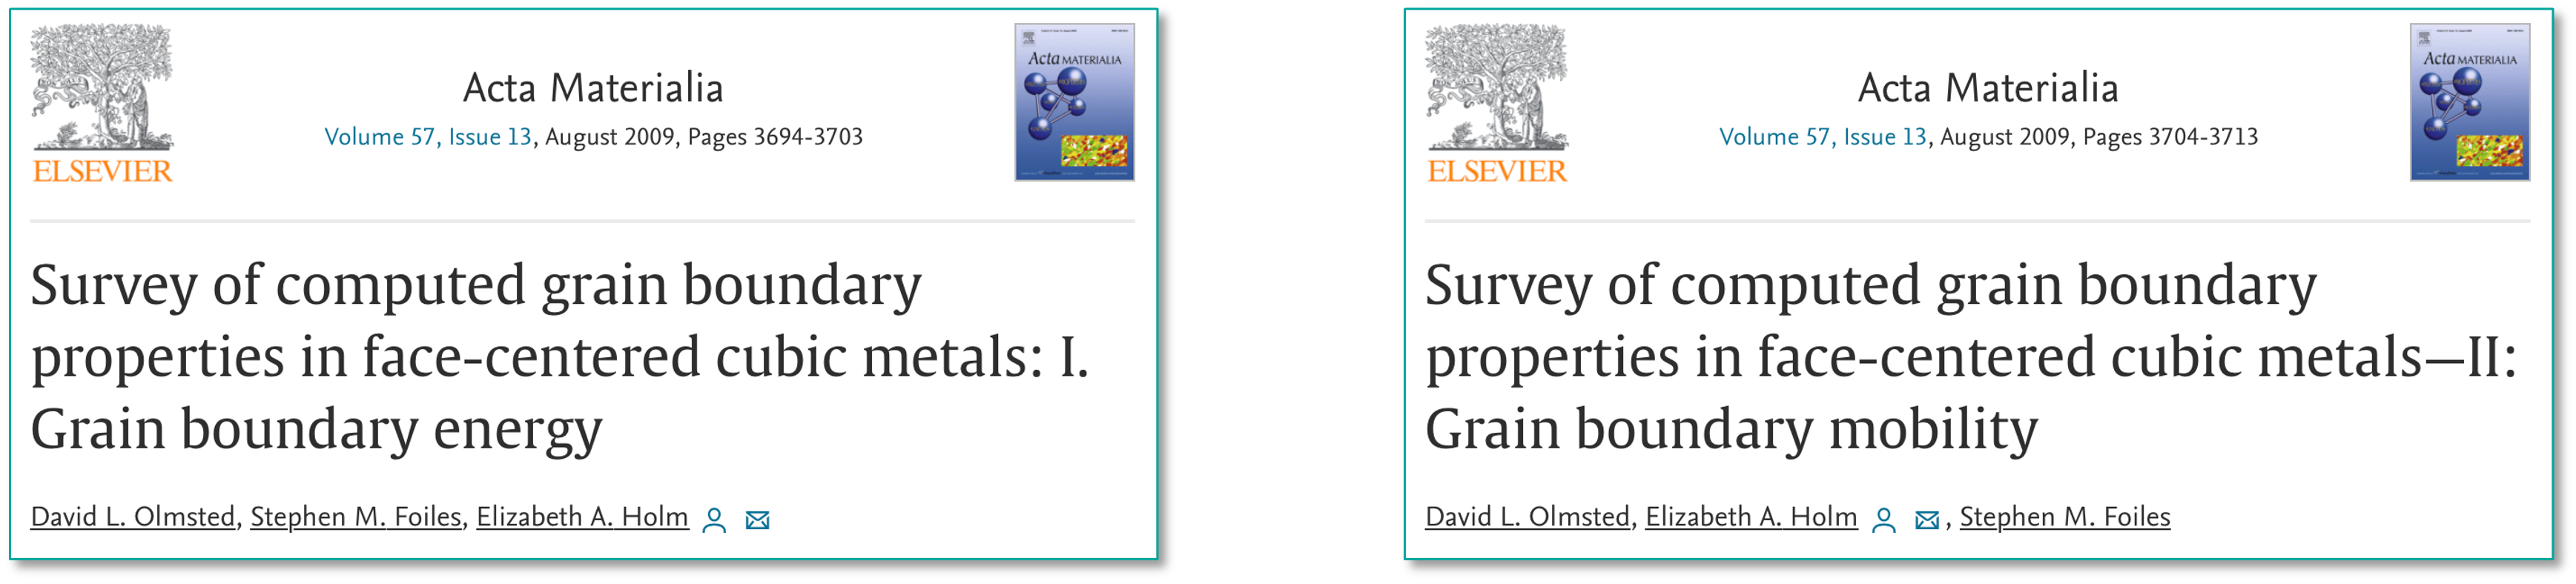 Acta Materialia
Volume 57, Issue 13, August 2009, Pages 3694-3703
Acta MATERIALIA
ELSEVIER
Survey of computed grain boundary
properties in face-centered cubic metals: I.
Grain boundary energy
David L. Olmsted, Stephen M. Foiles, Elizabeth A. Holm
Acta Materialia
Volume 57, Issue 13, August 2009, Pages 3704-3713
Acta MATERIALIA
ELSEVIER
Survey of computed grain boundary
properties in face-centered cubic metals—II:
Grain boundary mobility
David L. Olmsted, Elizabeth A. Holm , Stephen M. Foiles